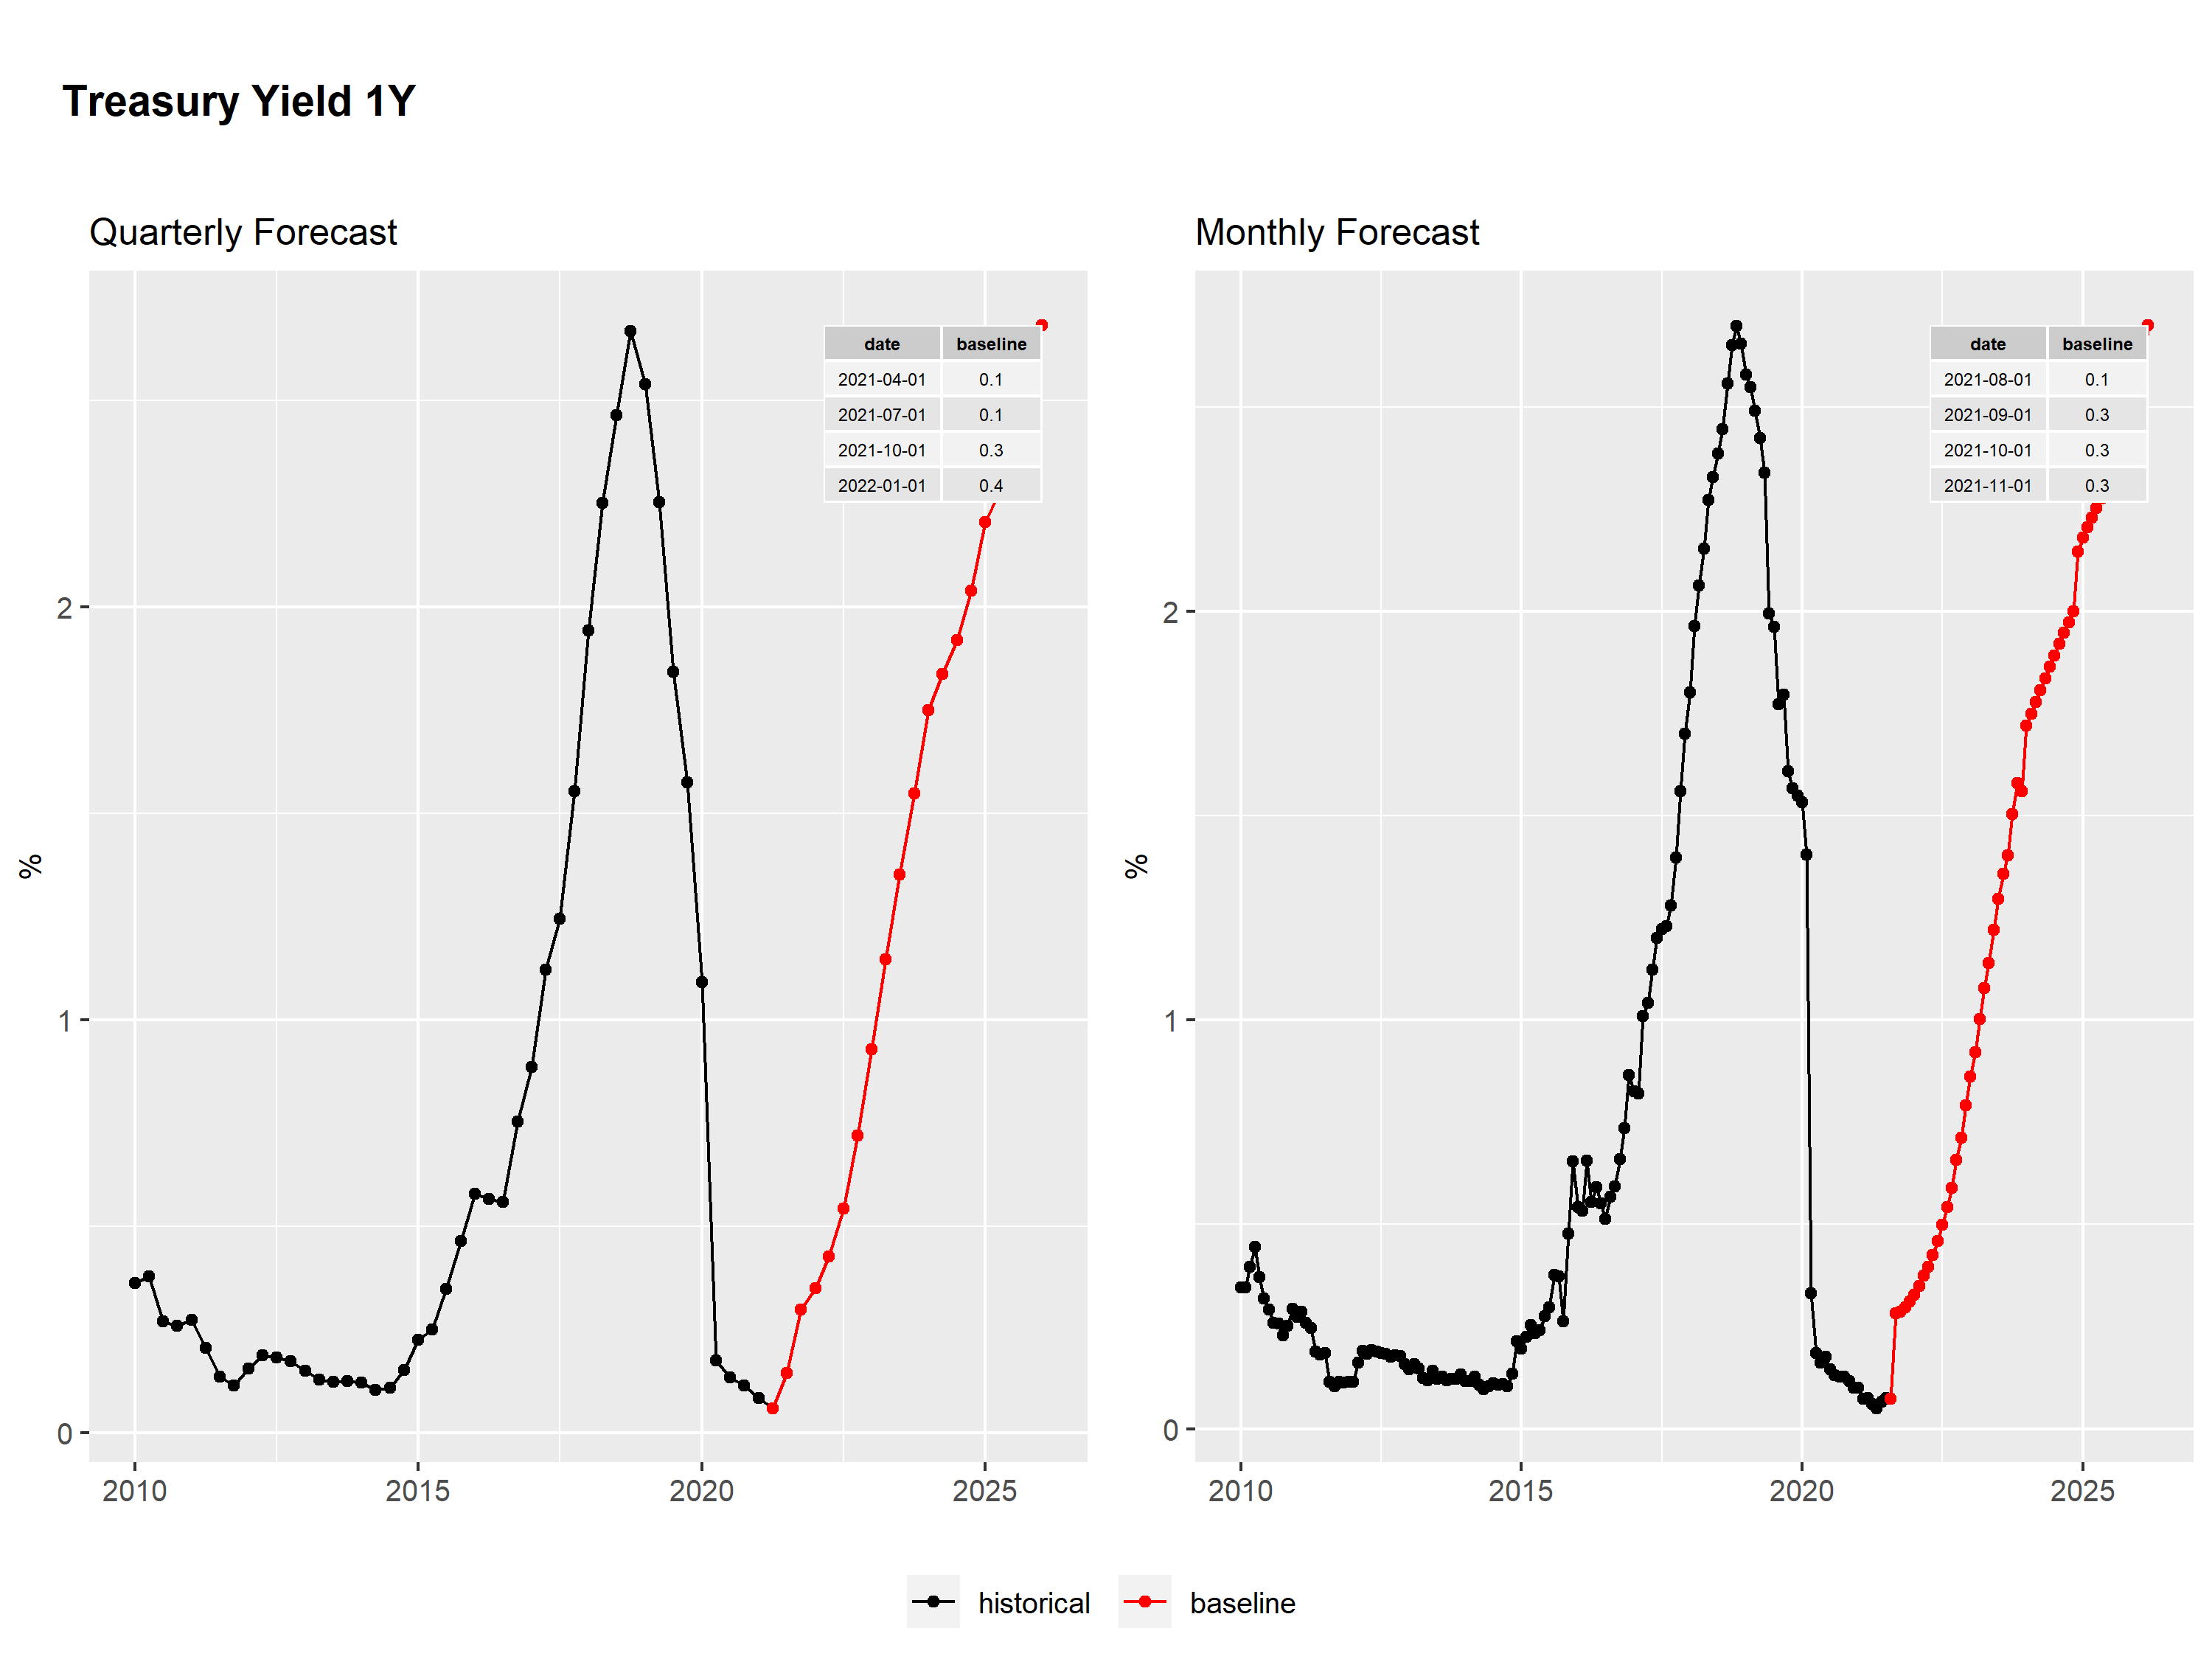 Treasury Yield 1Y
Quarterly Forecast
date baseline
2021-04-01 0.1
2021-07-01 0.1
2021-10-01 0.3
2022-01-01 0.4
%
2
1
0
2010 2015 2020 2025
Monthly Forecast
date baseline
2021-08-01 0.1
2021-09-01 0.3
2021-10-01 0.3
2021-11-01 0.3
%
2
1
0
2010 2015 2020 2025
historical baseline